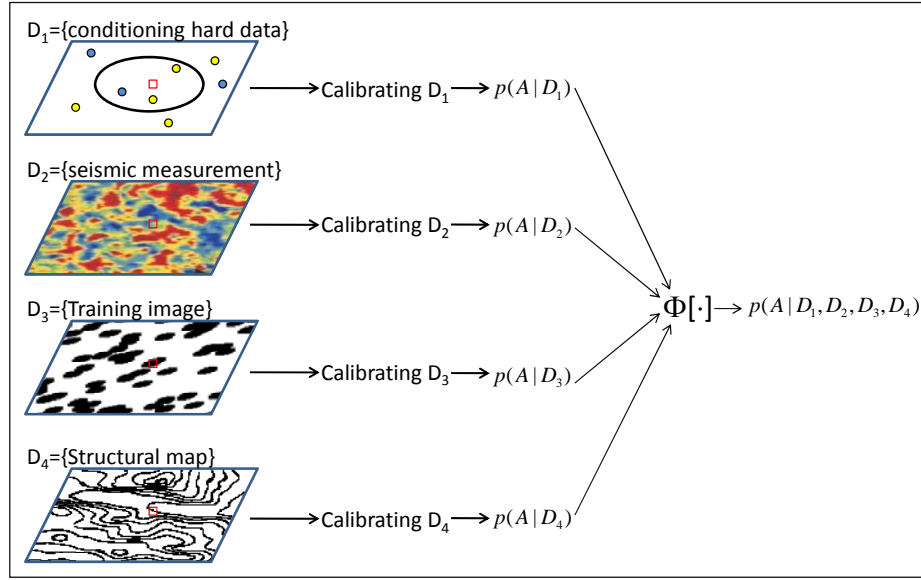 D₁={conditioning hard data}
Calibrating D₁
p(A|D₁)
D₂={seismic measurement}
Calibrating D₂
p(A|D₂)
D₃={Training image}
Calibrating D₃
p(A|D₃)
D₄={Structural map}
Calibrating D₄
p(A|D₄)
Φ[·]
p(A|D₁,D₂,D₃,D₄)